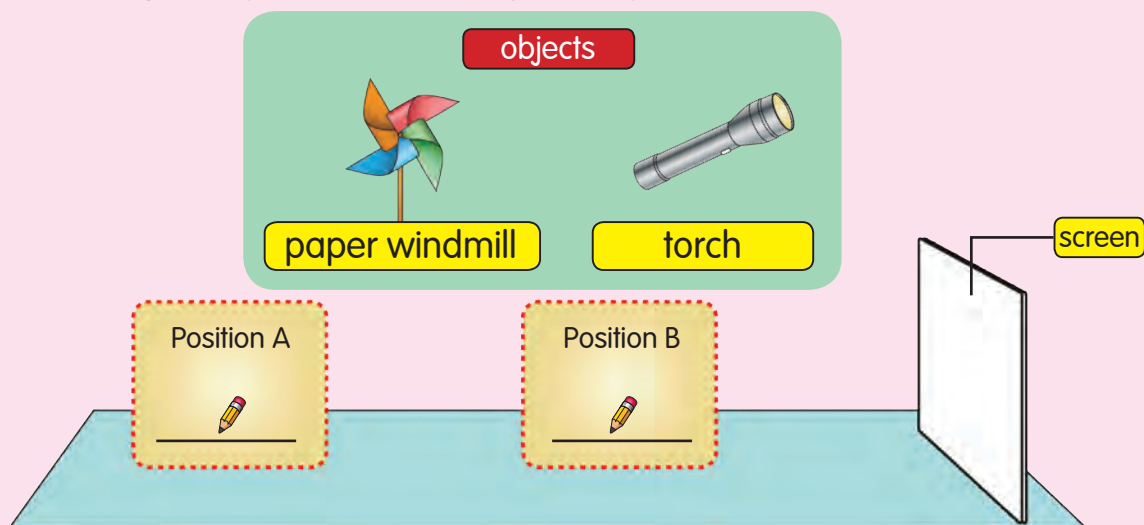 objects
paper windmill
torch
screen
Position A
Position B